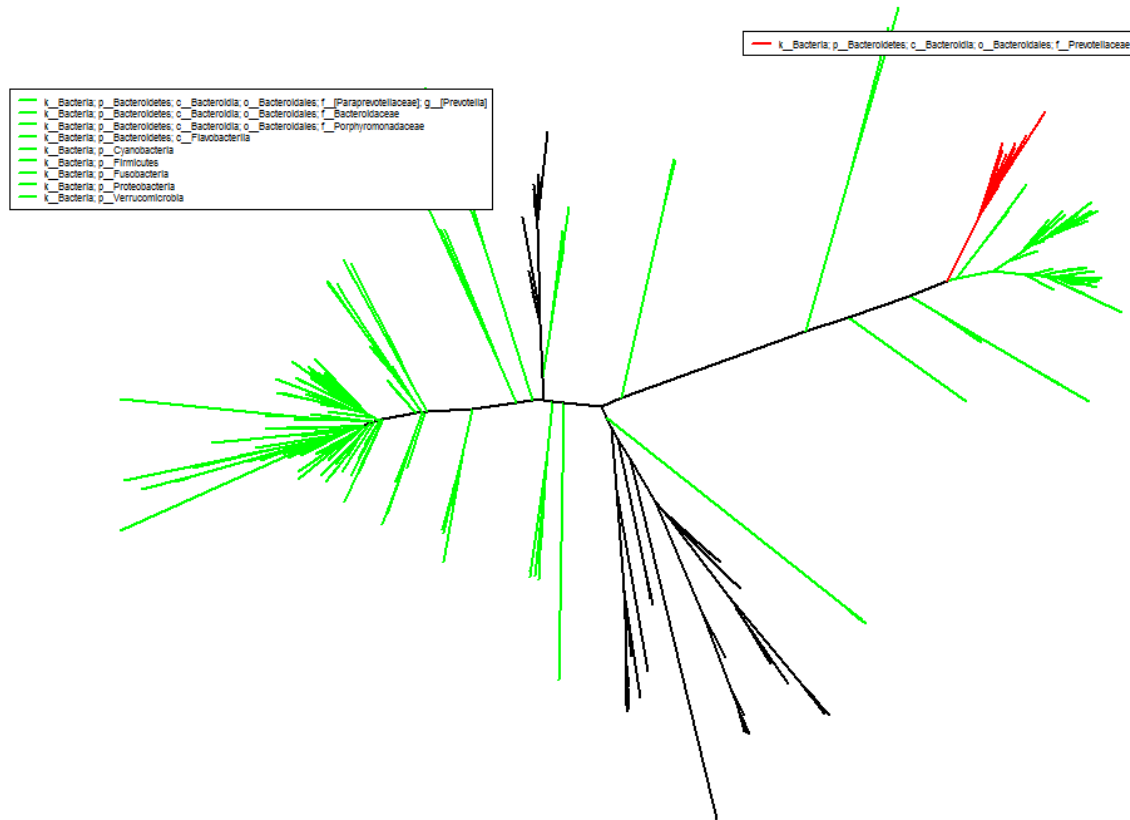 k__Bacteria; p__Bacteroidetes; c__Bacteroidia; o__Bacteroidales; f__Prevotellaceae
k__Bacteria; p__Bacteroidetes; c__Bacteroidia; o__Bacteroidales; f__[Paraprevotellaceae]; g__[Prevotella]
k__Bacteria; p__Bacteroidetes; c__Bacteroidia; o__Bacteroidales; f__Bacteroidaceae
k__Bacteria; p__Bacteroidetes; c__Bacteroidia; o__Bacteroidales; f__Porphyromonadaceae
k__Bacteria; p__Bacteroidetes; c__Flavobacteriia
k__Bacteria; p__Cyanobacteria
k__Bacteria; p__Firmicutes
k__Bacteria; p__Fusobacteria
k__Bacteria; p__Proteobacteria
k__Bacteria; p__Verrucomicrobia